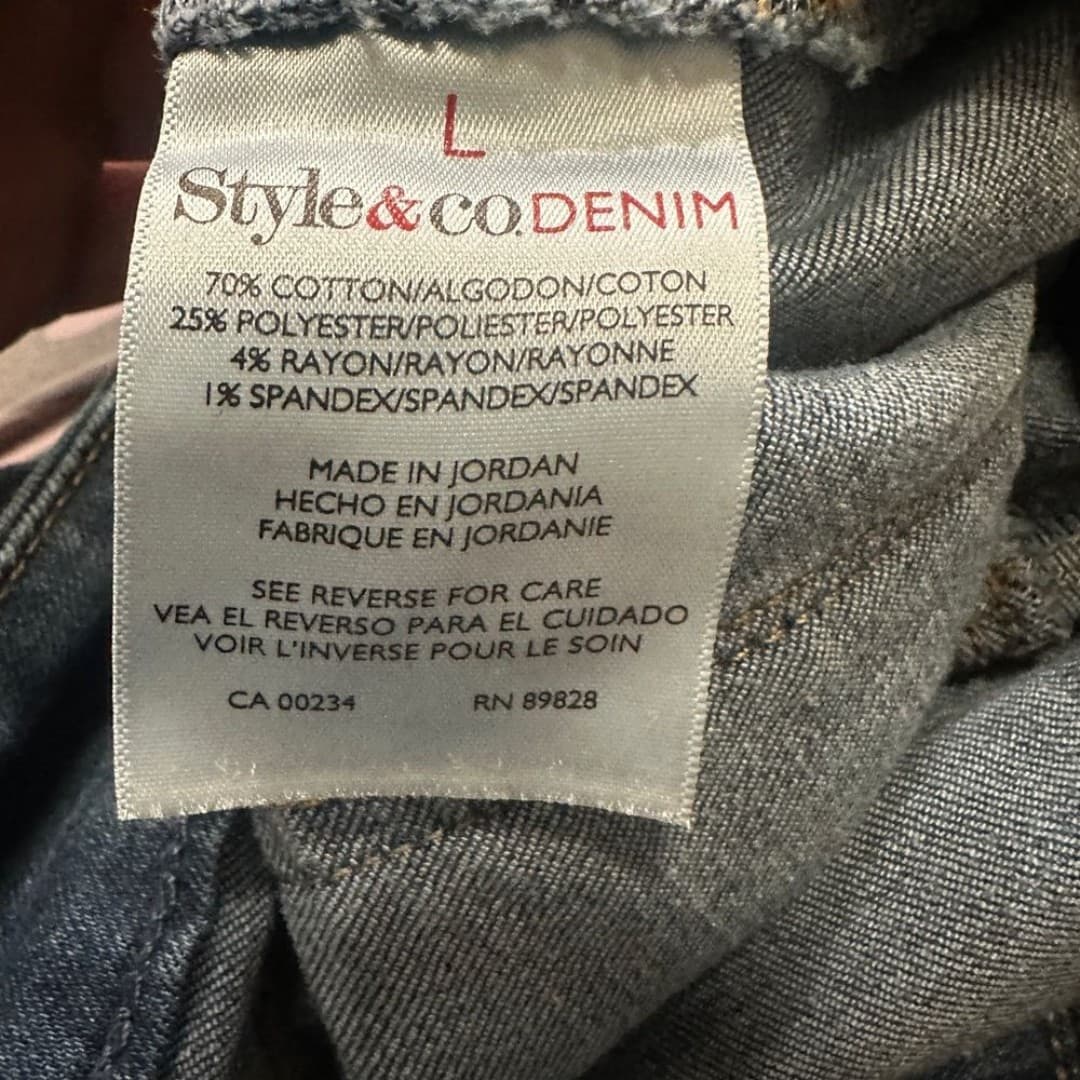 L
Style&co.DENIM
70% COTTON/ALGODON/COTON
25% POLYESTER/POLIESTER/POLYESTER
4% RAYON/RAYON/RAYONNE
1% SPANDEX/SPANDEX/SPANDEX
MADE IN JORDAN
HECHO EN JORDANIA
FABRIQUE EN JORDANIE
SEE REVERSE FOR CARE
VEA EL REVERSO PARA EL CUIDADO
VOIR L'INVERSE POUR LE SOIN
CA 00234 RN 89828